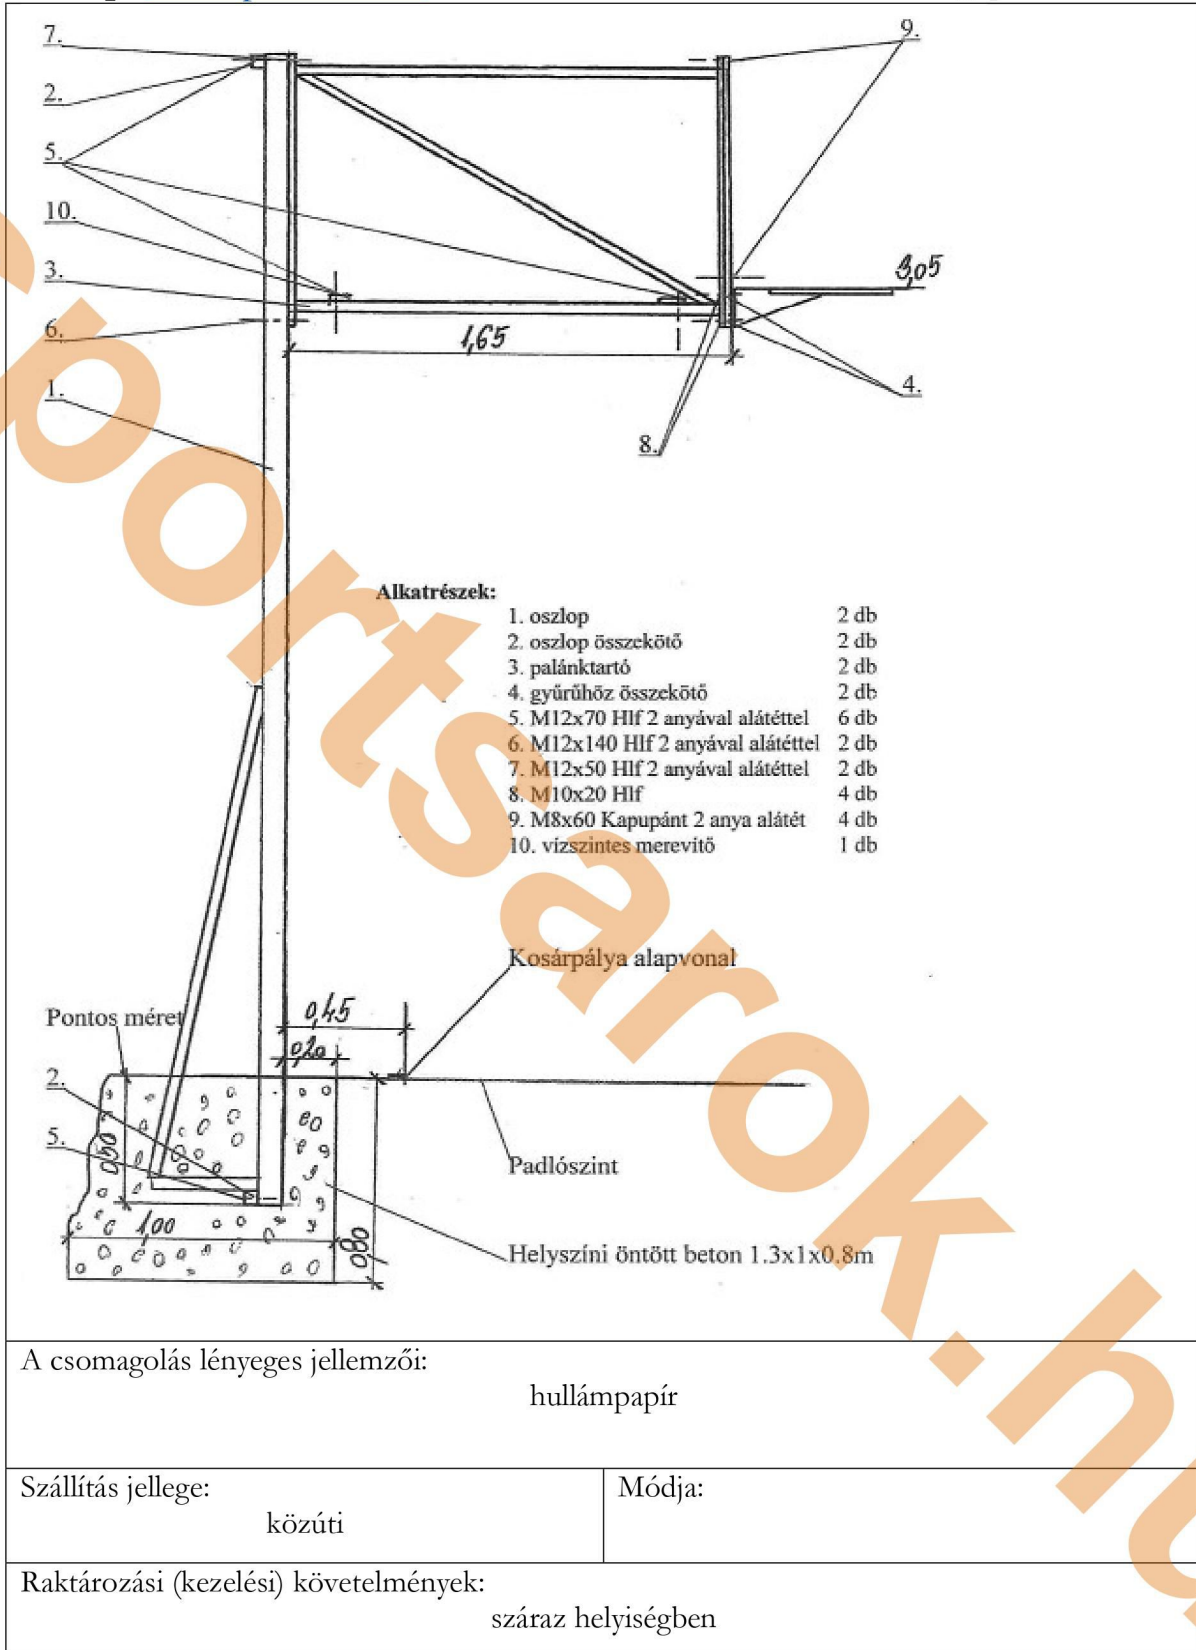 7.
9.
2.
5.
10.
3.
3,05
6.
1,65
1.
4.
8.
Alkatrészek:
1. oszlop 2 db
2. oszlop összekötő 2 db
3. palánktartó 2 db
4. gyűrűhöz összekötő 2 db
5. M12x70 Hlf 2 anyával alátéttel 6 db
6. M12x140 Hlf 2 anyával alátéttel 2 db
7. M12x50 Hlf 2 anyával alátéttel 2 db
8. M10x20 Hlf 4 db
9. M8x60 Kapupánt 2 anya alátét 4 db
10. vízszintes merevítő 1 db
Kosárpálya alapvonal
Pontos méret
0,45
0,20
2.
5.
0,50
Padlószint
1,00
0,80
Helyszíni öntött beton 1.3x1x0.8m
A csomagolás lényeges jellemzői:
hullámpapír
Szállítás jellege:
közúti
Módja:
Raktározási (kezelési) követelmények:
száraz helyiségben
sportsarok.hu